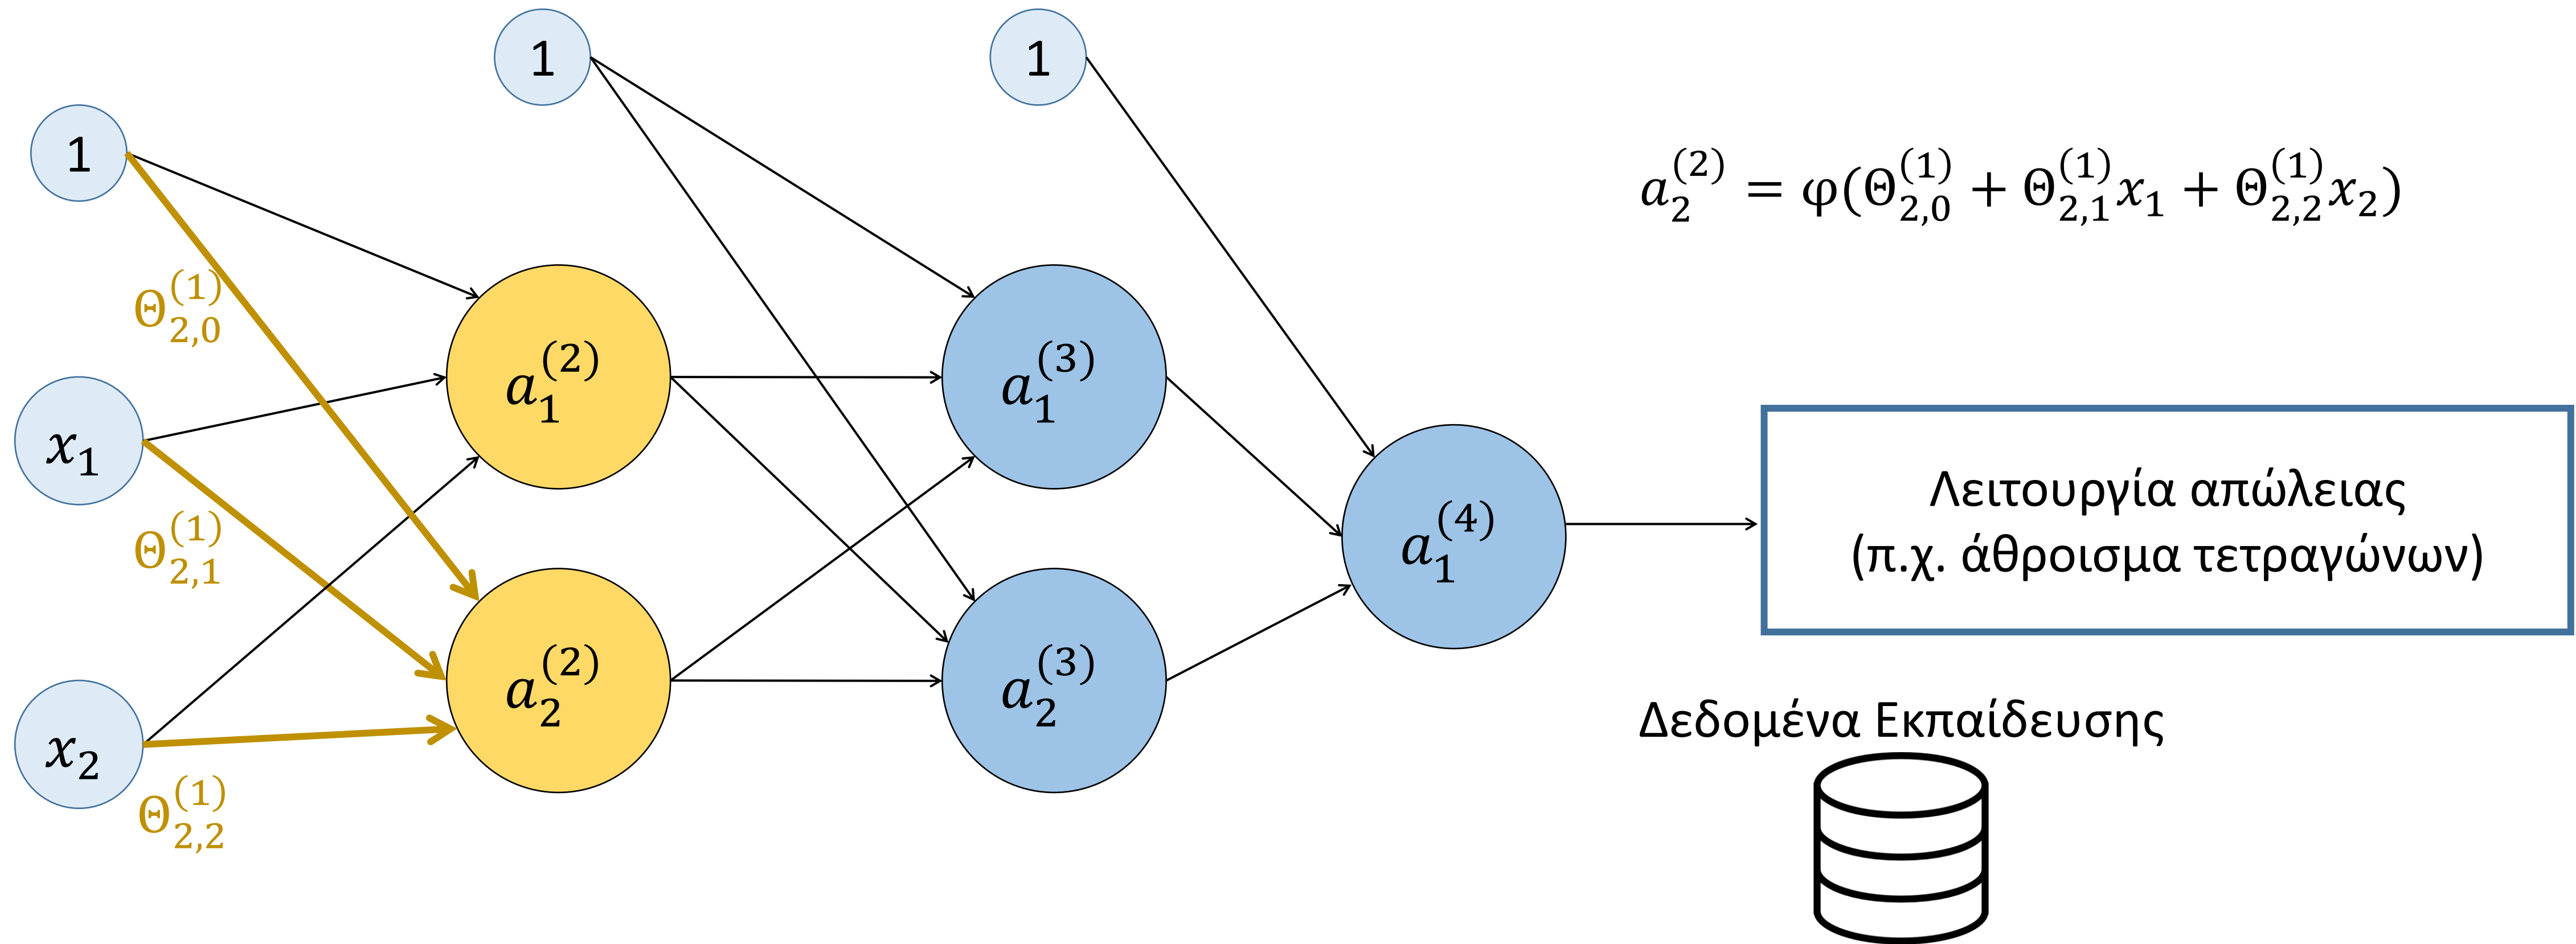 1
1
1
a_2^{(2)} = φ(Θ_{2,0}^{(1)} + Θ_{2,1}^{(1)} x_1 + Θ_{2,2}^{(1)} x_2)
Θ_{2,0}^{(1)}
a_1^{(2)}
a_1^{(3)}
x_1
Θ_{2,1}^{(1)}
a_1^{(4)}
Λειτουργία απώλειας
(π.χ. άθροισμα τετραγώνων)
a_2^{(2)}
a_2^{(3)}
x_2
Θ_{2,2}^{(1)}
Δεδομένα Εκπαίδευσης